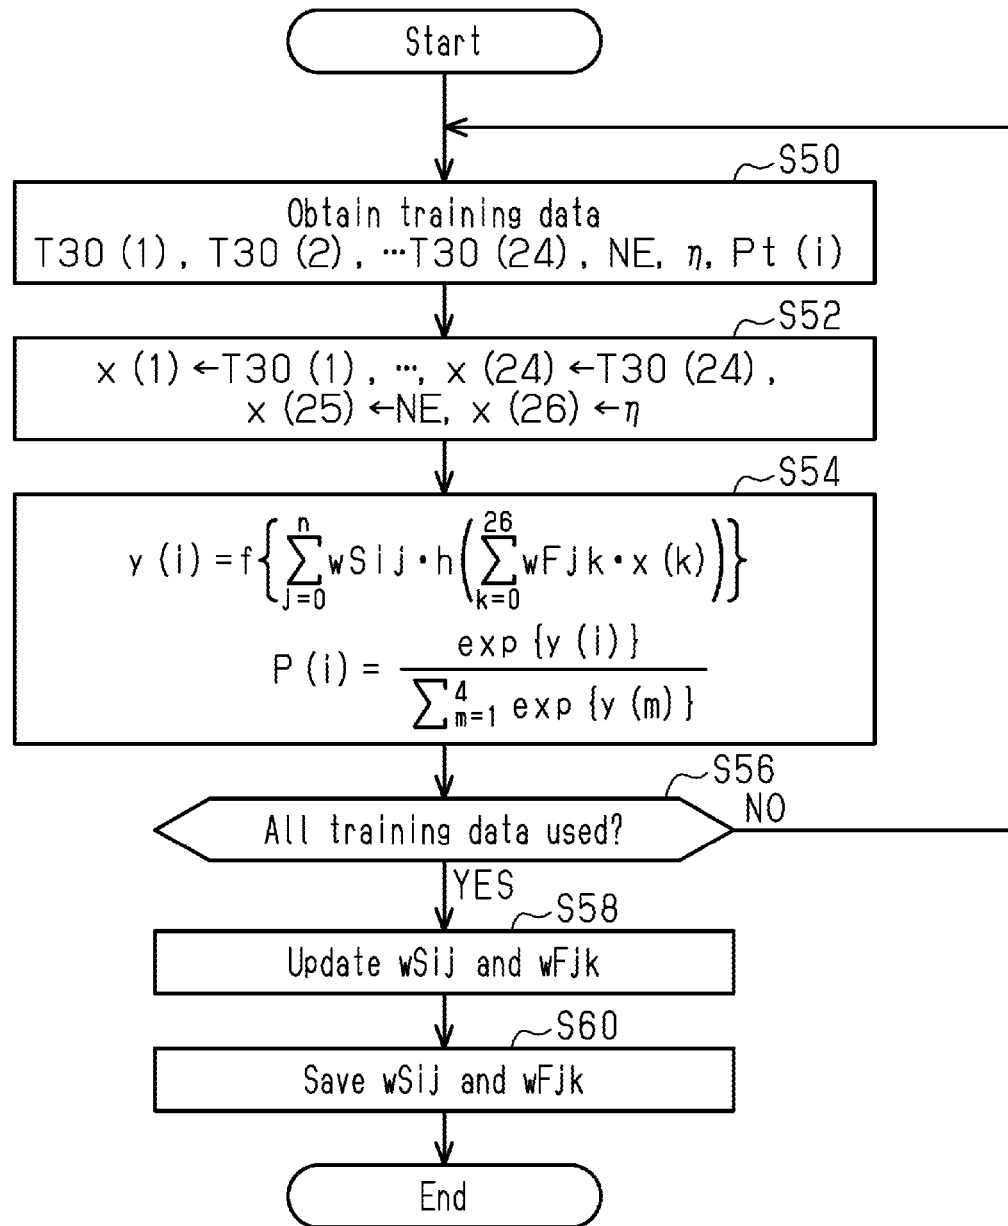 Start
S50
Obtain training data
T30 (1), T30 (2), …T30 (24), NE, η, Pt (i)
S52
x (1) ←T30 (1), …, x (24) ←T30 (24),
x (25) ←NE, x (26) ←η
S54
y (i) = f{∑_{j=0}^{n} wSij・h(∑_{k=0}^{26} wFjk・x (k))}
P (i) = exp {y (i)} / ∑_{m=1}^{4} exp {y (m)}
S56
All training data used?
NO
YES
S58
Update wSij and wFjk
S60
Save wSij and wFjk
End